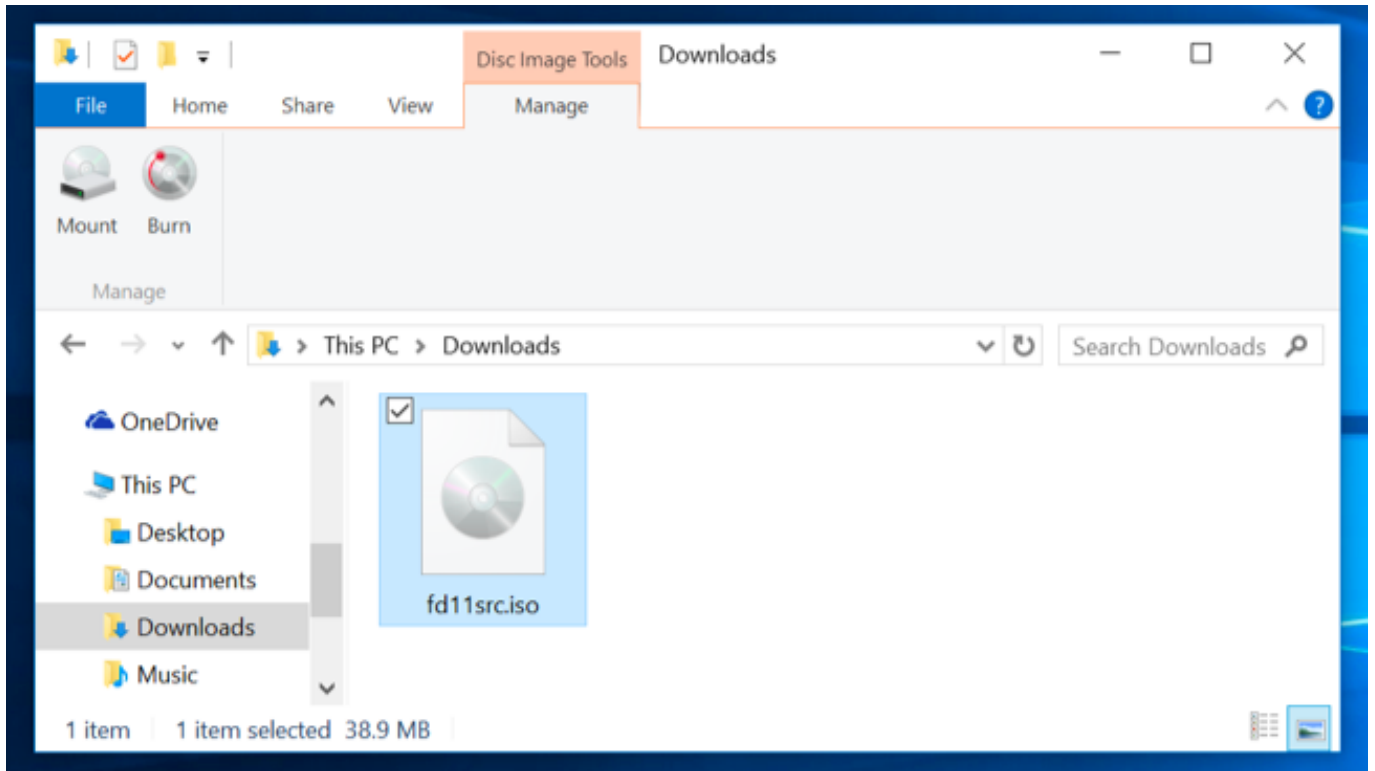 Disc Image Tools Downloads
File Home Share View Manage ?
Mount Burn
Manage
This PC > Downloads Search Downloads
OneDrive
This PC
Desktop
Documents
Downloads
Music
fd11src.iso
1 item 1 item selected 38.9 MB